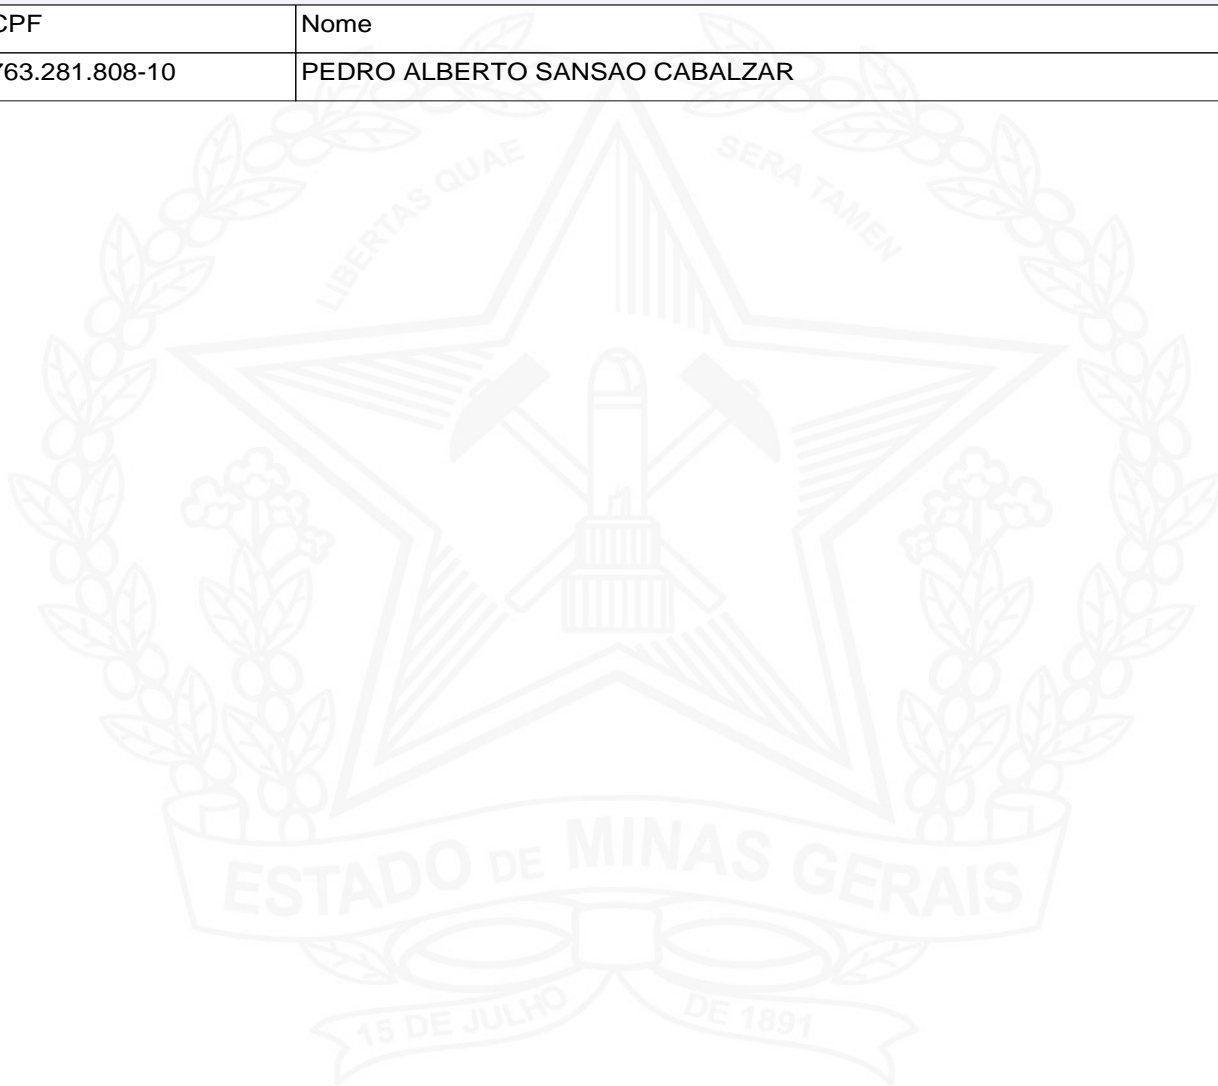 CPF Nome
763.281.808-10 PEDRO ALBERTO SANSAO CABALZAR
LIBERTAS QUAE SERA TAMEN
ESTADO DE MINAS GERAIS
15 DE JULHO DE 1891